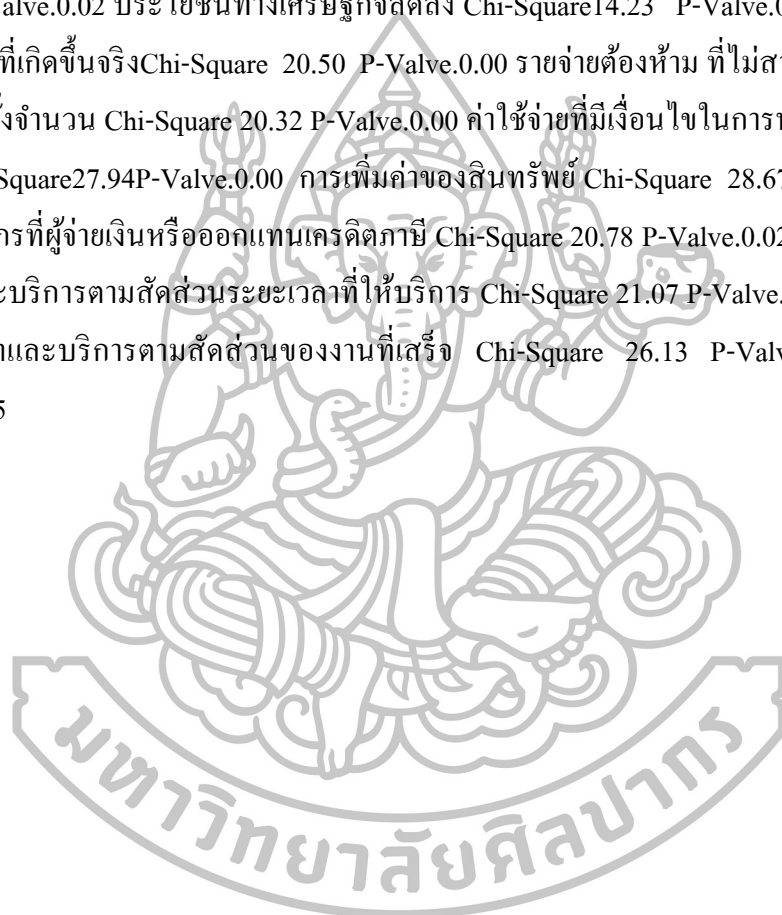 alve.0.02 ประโยชน์ทางเศรษฐกิจลดลง Chi-Square14.23 P-Valve.0
ที่เกิดขึ้นจริงChi-Square 20.50 P-Valve.0.00 รายจ่ายต้องห้าม ที่ไม่สา
ั้งจำนวน Chi-Square 20.32 P-Valve.0.00 ค่าใช้จ่ายที่มีเงื่อนไขในการห
Square27.94P-Valve.0.00 การเพิ่มค่าของสินทรัพย์ Chi-Square 28.67
กรที่ผู้จ่ายเงินหรือออกแทนเครดิตภาษี Chi-Square 20.78 P-Valve.0.02
ะบริการตามสัดส่วนระยะเวลาที่ให้บริการ Chi-Square 21.07 P-Valve.
าและบริการตามสัดส่วนของงานที่เสร็จ Chi-Square 26.13 P-Valv
5
มหาวิทยาลัยศิลปากร